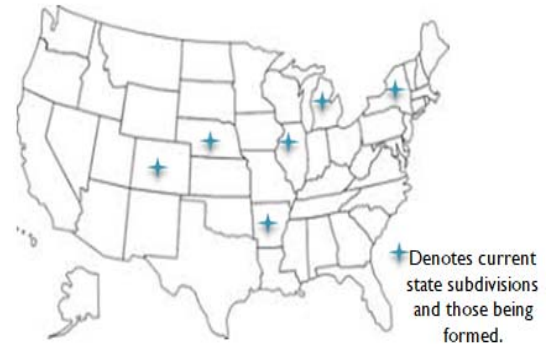 Denotes current
state subdivisions
and those being
formed.